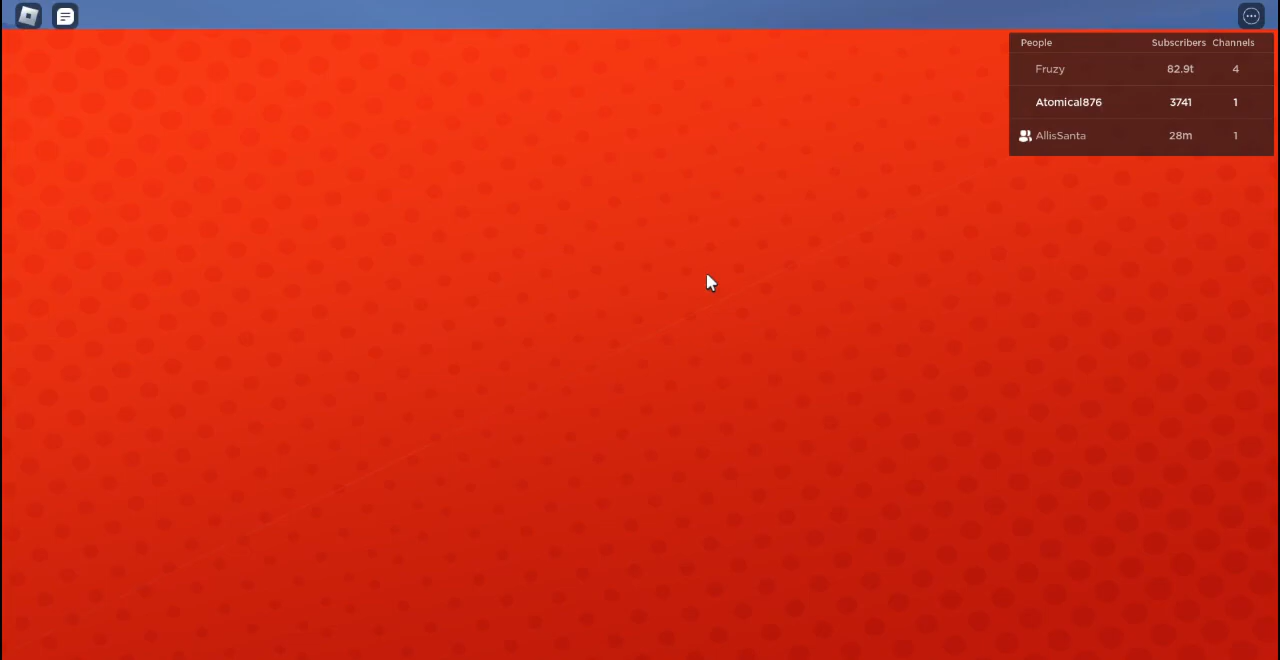 People Subscribers Channels
Fruzy 82.9t 4
Atomical876 3741 1
AllisSanta 28m 1